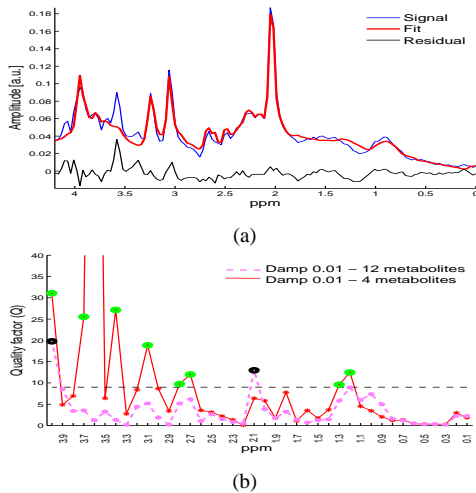 0.18
0.16
0.14
0.12
0.1
0.08
0.06
0.04
0.02
0
Amplitude [a.u.]
Signal
Fit
Residual
4 3.5 3 2.5 2 1.5 1 0.5 0
ppm
(a)
40
35
30
25
20
15
10
5
0
Quality factor (Q)
Damp 0.01 – 12 metabolites
Damp 0.01 – 4 metabolites
3.9 3.7 3.5 3.3 3.1 2.9 2.7 2.5 2.3 2.1 1.9 1.7 1.5 1.3 1.1 0.9 0.7 0.5 0.3 0.1
ppm
(b)